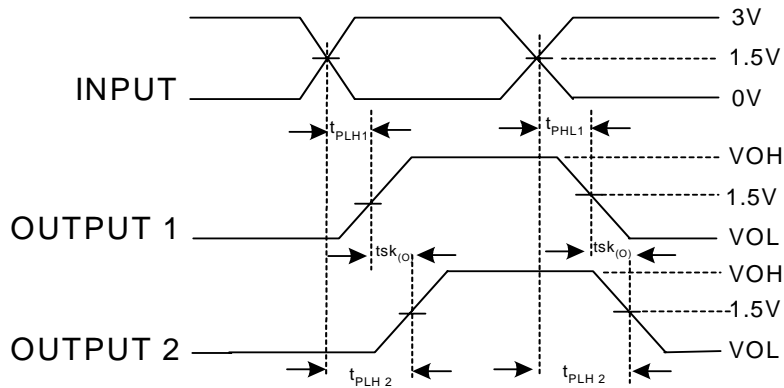 3V
1.5V
INPUT
0V
tPLH1
tPHL1
VOH
1.5V
OUTPUT 1
VOL
tsk(O)
tsk(O)
VOH
1.5V
OUTPUT 2
VOL
tPLH 2
tPLH 2